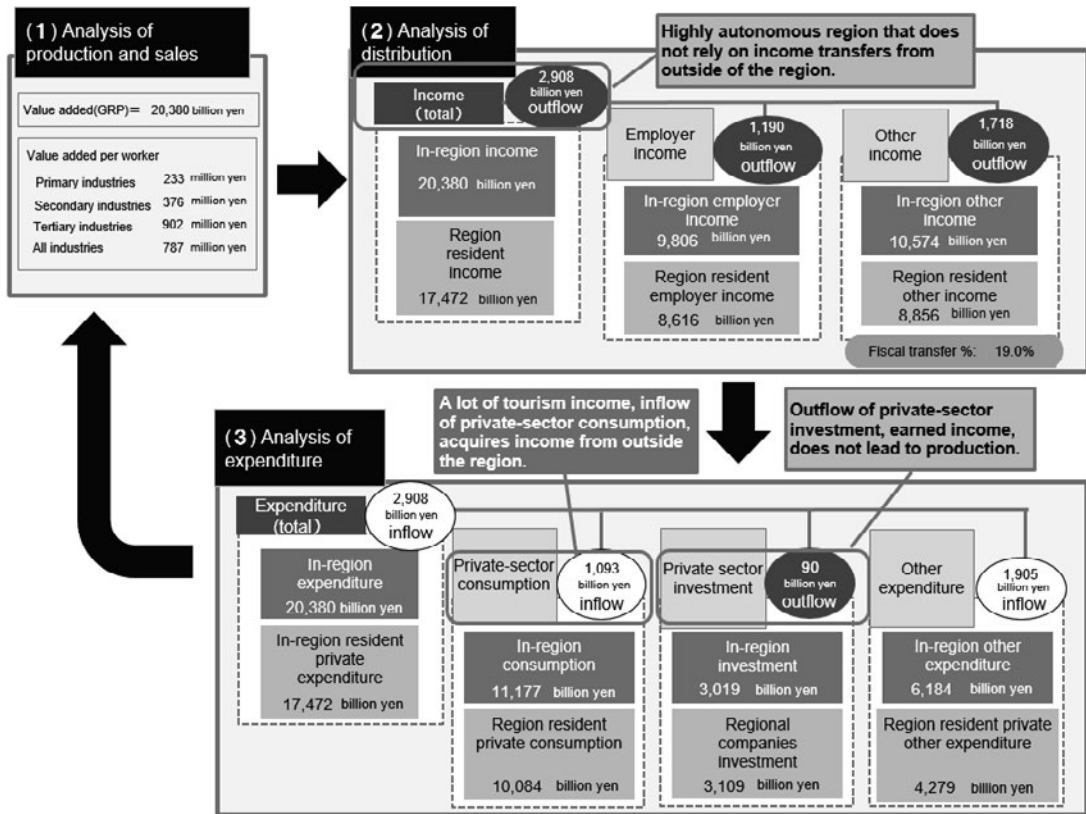 (1) Analysis of
production and sales
Value added(GRP)= 20,380 billion yen
Value added per worker
Primary industries 233 million yen
Secondary industries 376 million yen
Tertiary industries 902 million yen
All industries 787 million yen
(2) Analysis of
distribution
Highly autonomous region that does
not rely on income transfers from
outside of the region.
Income
(total)
2,908
billion yen
outflow
In-region income
20,380 billion yen
Region
resident
income
17,472 billion yen
Employer
income
1,190
billion yen
outflow
In-region employer
income
9,806 billion yen
Region resident
employer income
8,616 billion yen
Other
income
1,718
billion yen
outflow
In-region other
income
10,574 billion yen
Region resident
other income
8,856 billion yen
Fiscal transfer %: 19.0%
A lot of tourism income, inflow
of private-sector consumption,
acquires income from outside
the region.
Outflow of private-sector
investment, earned income,
does not lead to production.
(3) Analysis of
expenditure
Expenditure
(total)
2,908
billion yen
inflow
In-region
expenditure
20,380 billion yen
In-region resident
private
expenditure
17,472 billion yen
Private-sector
consumption
1,093
billion yen
inflow
In-region
consumption
11,177 billion yen
Region resident
private consumption
10,084 billion yen
Private sector
investment
90
billion yen
outflow
In-region
investment
3,019 billion yen
Regional
companies
investment
3,109 billion yen
Other
expenditure
1,905
billion yen
inflow
In-region other
expenditure
6,184 billion yen
Region resident private
other expenditure
4,279 billion yen